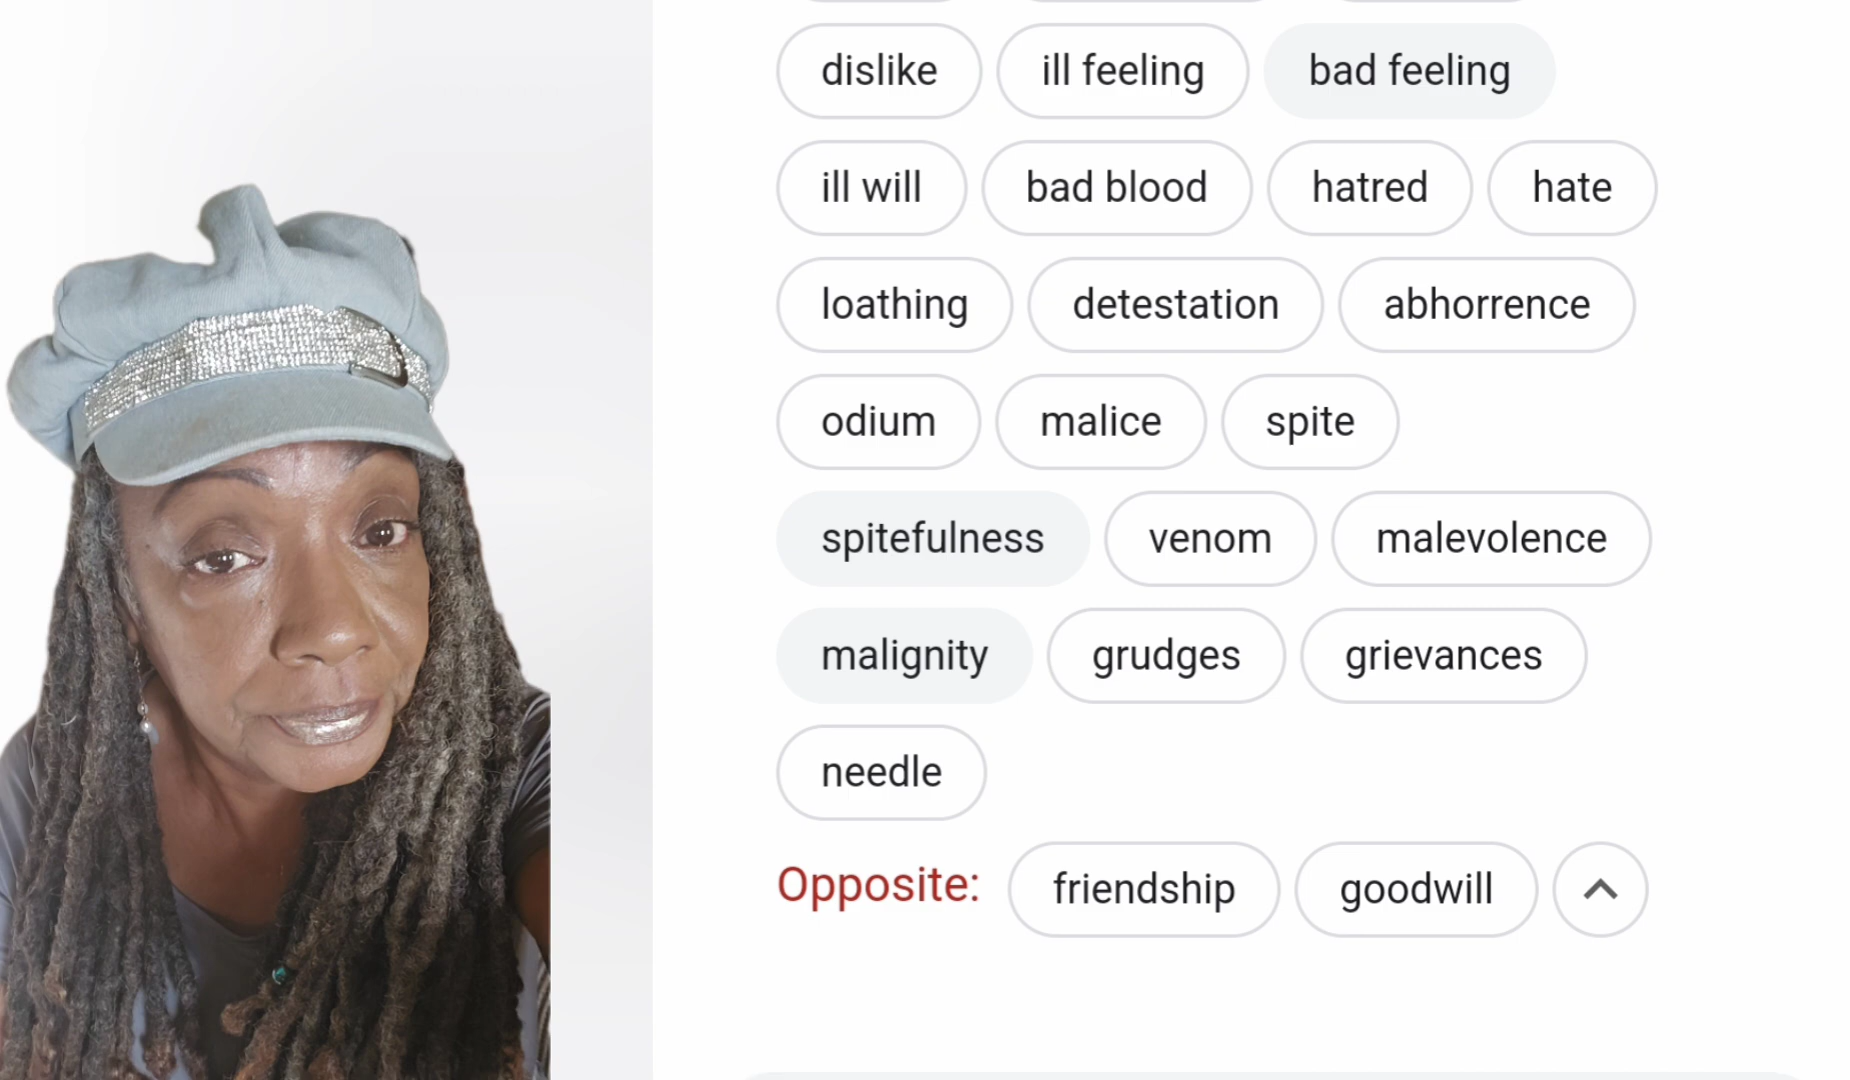 dislike ill feeling bad feeling
ill will bad blood hatred hate
loathing detestation abhorrence
odium malice spite
spitefulness venom malevolence
malignity grudges grievances
needle
Opposite: friendship goodwill